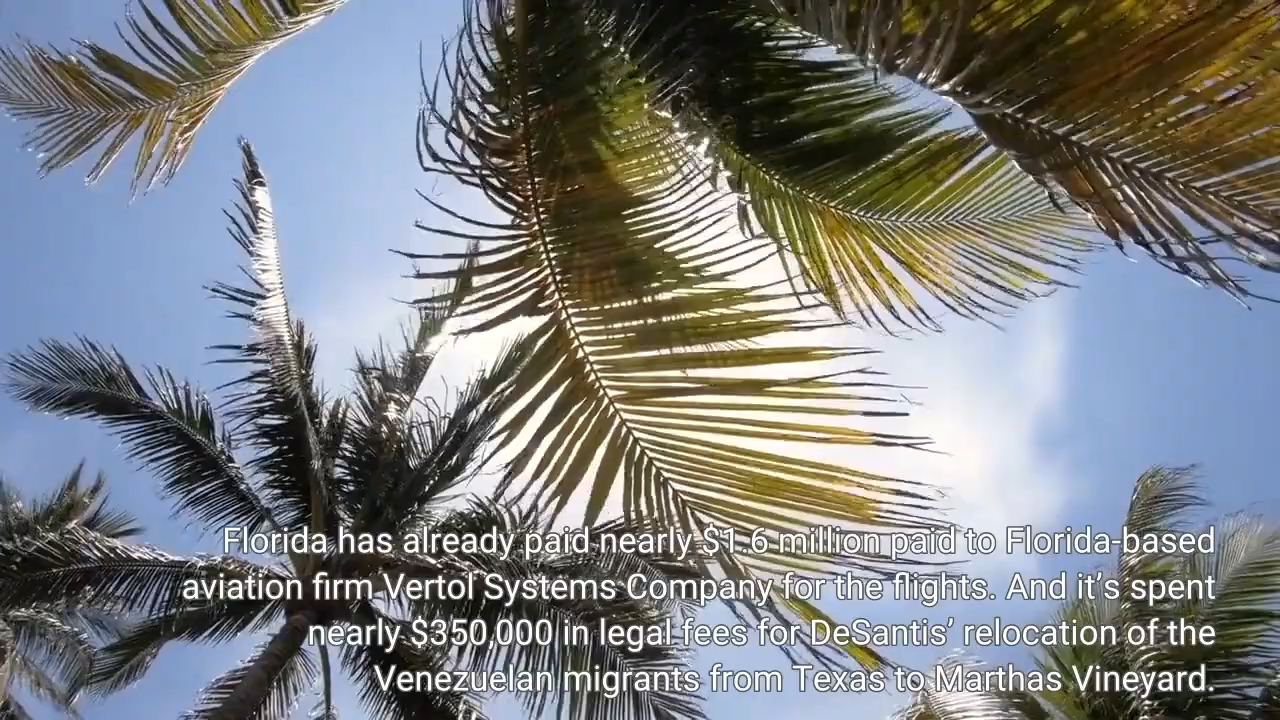 Florida has already paid nearly $1.6 million paid to Florida-based
aviation firm Vertol Systems Company for the flights. And it’s spent
nearly $350,000 in legal fees for DeSantis’ relocation of the
Venezuelan migrants from Texas to Marthas Vineyard.